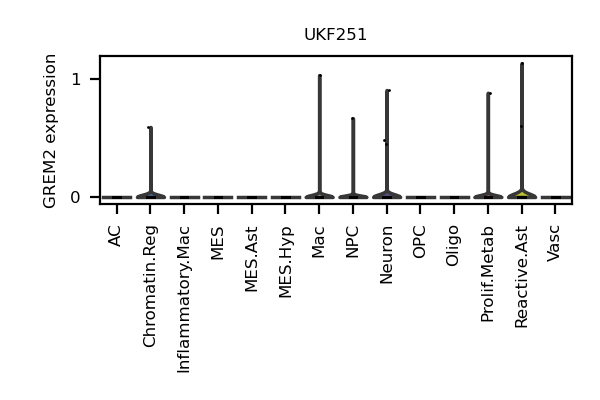 UKF251
GREM2 expression
1
0
AC
Chromatin.Reg
Inflammatory.Mac
MES
MES.Ast
MES.Hyp
Mac
NPC
Neuron
OPC
Oligo
Prolif.Metab
Reactive.Ast
Vasc